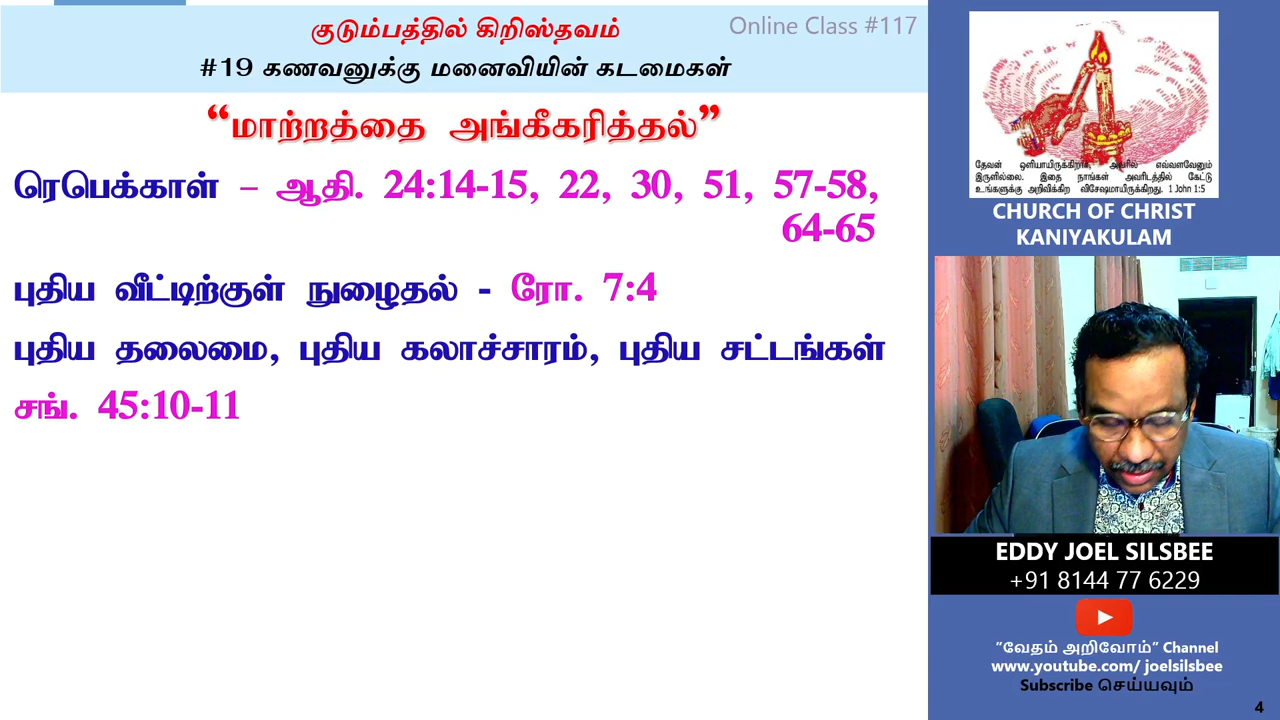 குடும்பத்தில் கிறிஸ்தவம்
Online Class #117
#19 கணவனுக்கு மனைவியின் கடமைகள்
“மாற்றத்தை அங்கீகரித்தல்”
ரெபெக்காள் – ஆதி. 24:14-15, 22, 30, 51, 57-58,
64-65
புதிய வீட்டிற்குள் நுழைதல் - ரோ. 7:4
புதிய தலைமை, புதிய கலாச்சாரம், புதிய சட்டங்கள்
சங். 45:10-11
தேவன் ஒளியாயிருக்கிறார், அவரில் எவ்வளவேனும்
இருளில்லை. இதை நாங்கள் அவரிடத்தில் கேட்டு
உங்களுக்கு அறிவிக்கிற விசேஷமாயிருக்கிறது. 1 John 1:5
CHURCH OF CHRIST
KANIYAKULAM
EDDY JOEL SILSBEE
+91 8144 77 6229
”வேதம் அறிவோம்” Channel
www.youtube.com/ joelsilsbee
Subscribe செய்யவும்
4